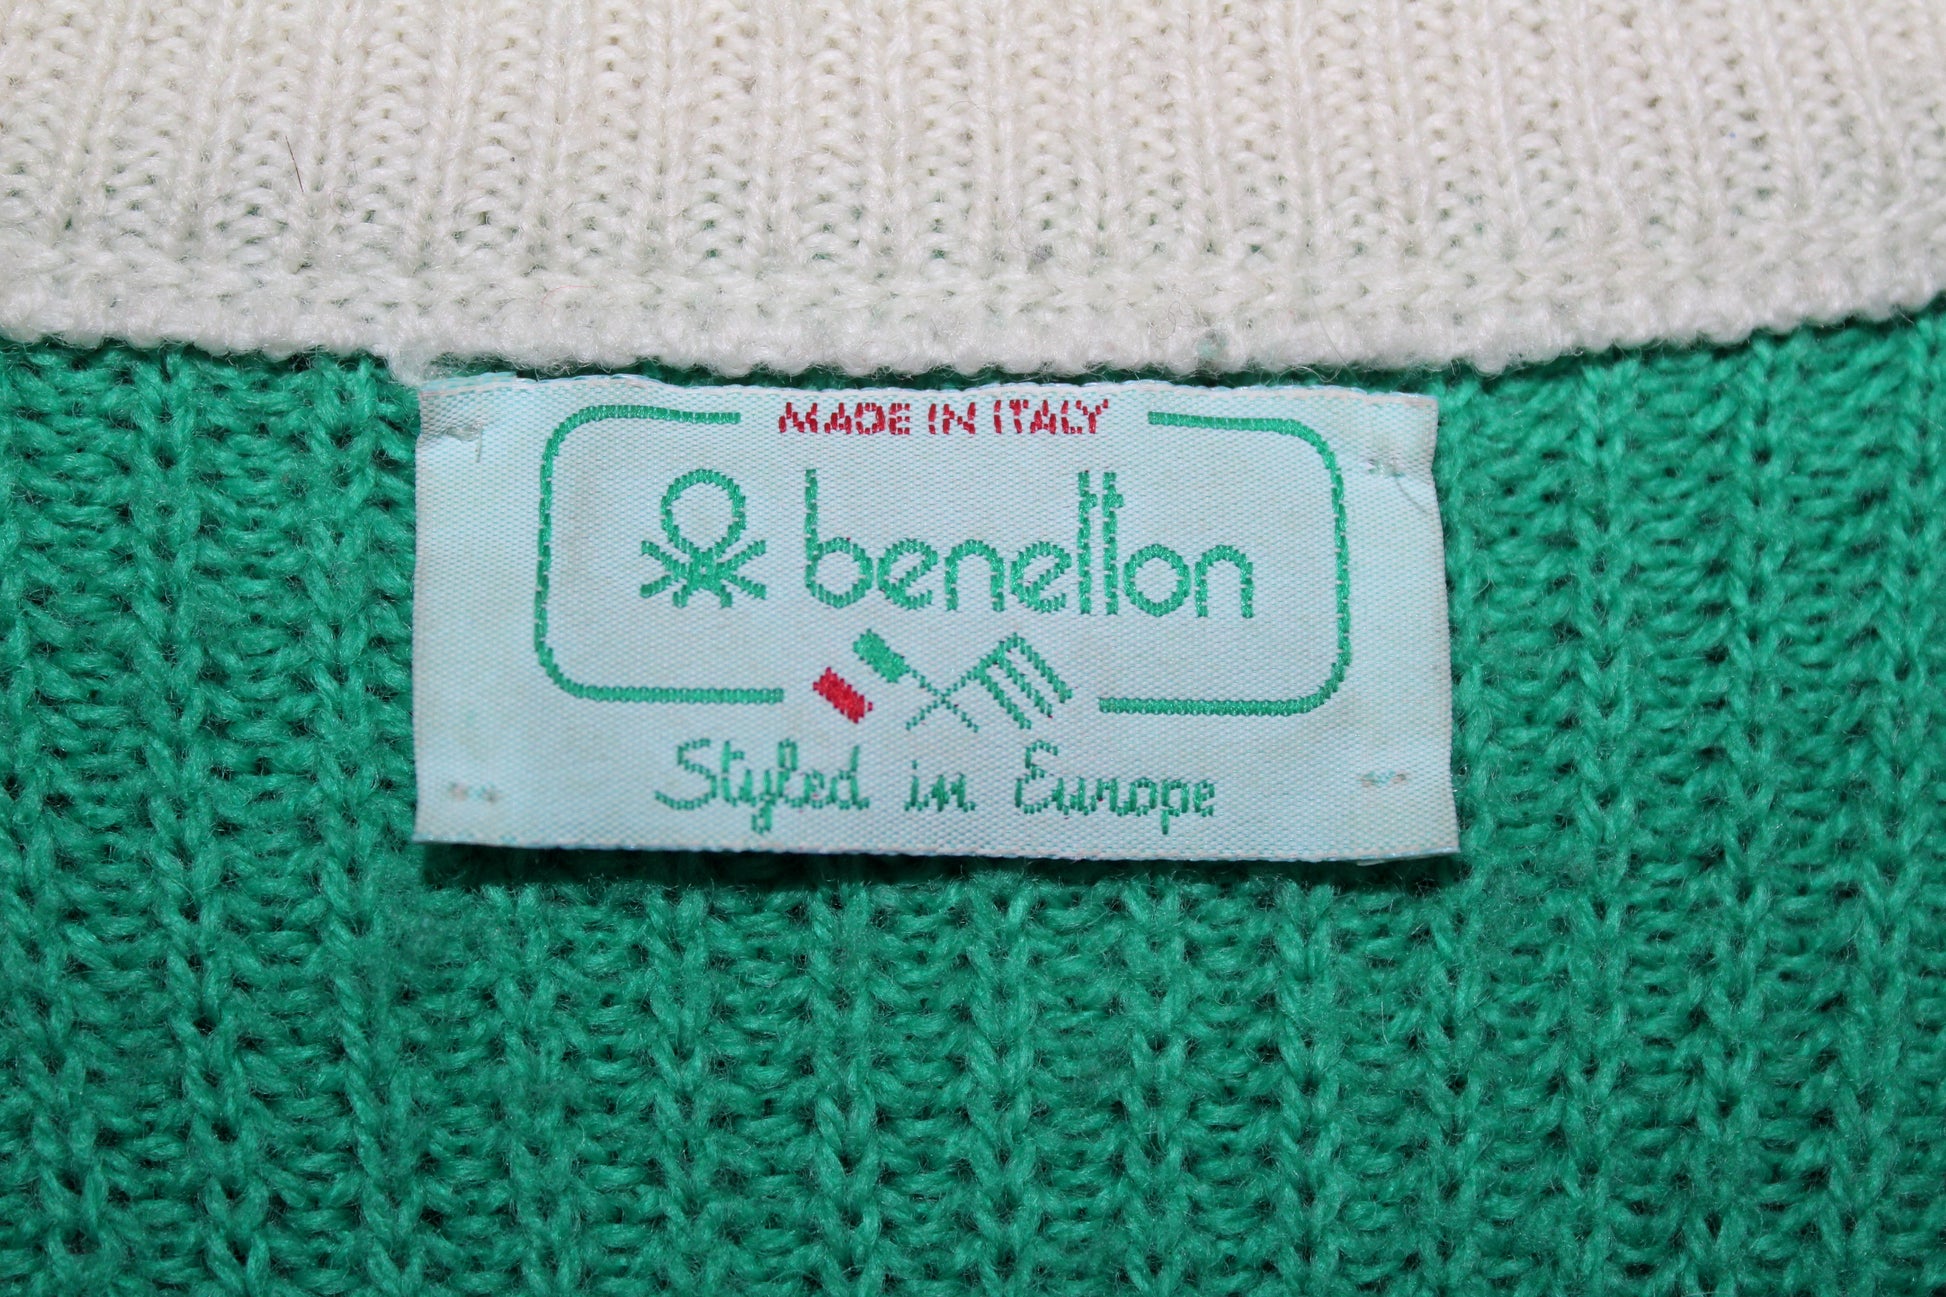 MADE IN ITALY
benetton
Styled in Europe